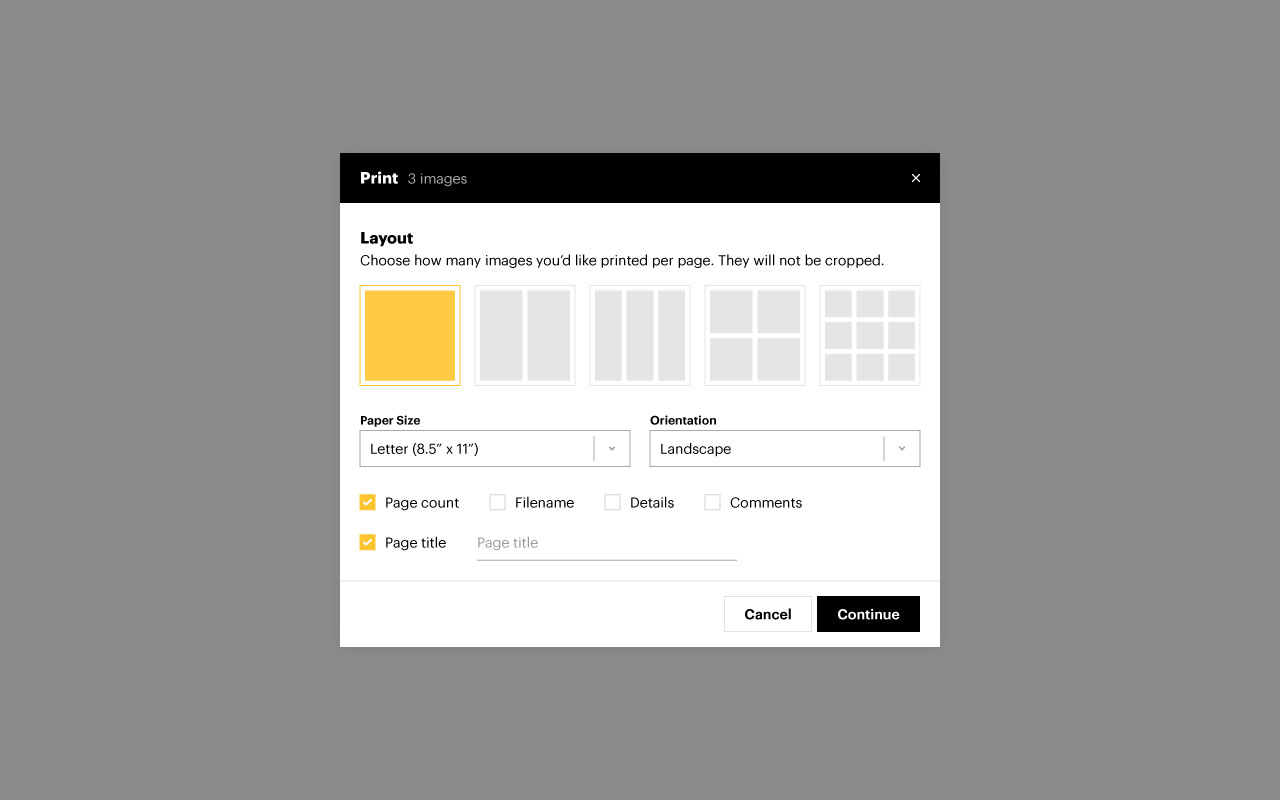 Print 3 images
Layout
Choose how many images you’d like printed per page. They will not be cropped.
Paper Size
Orientation
Letter (8.5” x 11”)
Landscape
Page count
Filename
Details
Comments
Page title
Page title
Cancel
Continue